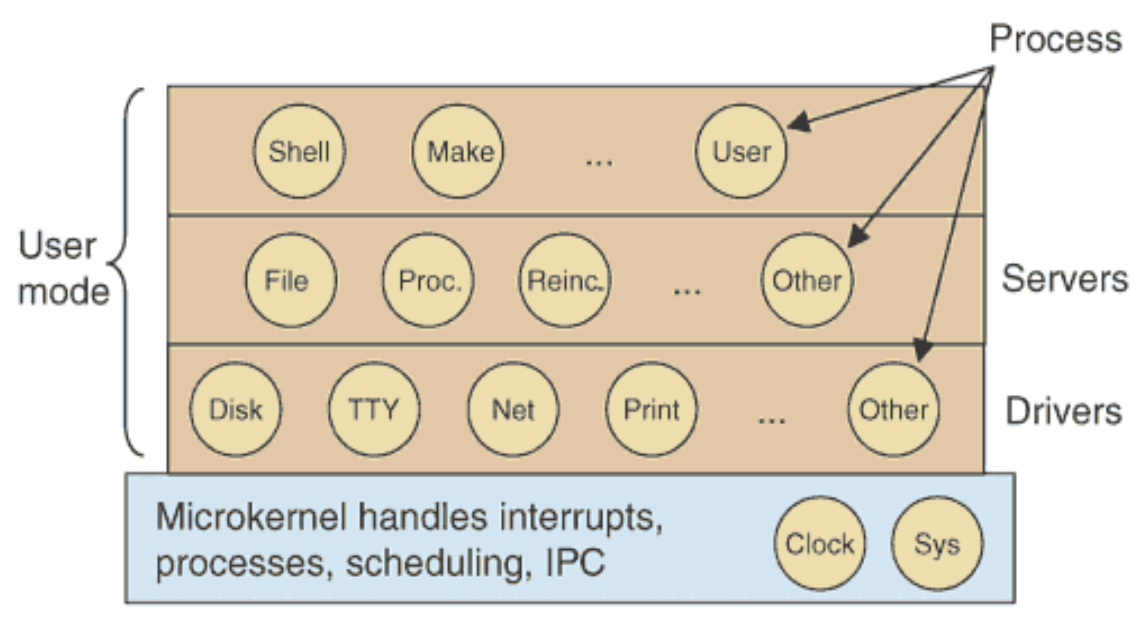 Process
Shell Make ... User
User
mode
File Proc. Reinc. ... Other
Servers
Disk TTY Net Print ... Other
Drivers
Microkernel handles interrupts,
processes, scheduling, IPC
Clock Sys